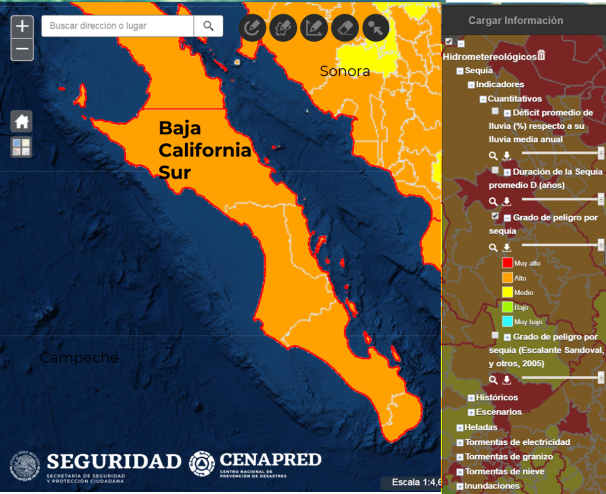 Buscar dirección o lugar
Sonora
Baja
California
Sur
Campeche
SEGURIDAD
SECRETARÍA DE SEGURIDAD
Y PROTECCIÓN CIUDADANA
CENAPRED
CENTRO NACIONAL DE
PREVENCIÓN DE DESASTRES
Escala 1:4,6
Cargar Información
Hidrometereológicos
Sequía
Indicadores
Cuantitativos
Déficit promedio de
lluvia (%) respecto a su
lluvia media anual
Duración de la Sequía
promedio D (años)
Grado de peligro por
sequía
Muy alto
Alto
Medio
Bajo
Muy bajo
Grado de peligro por
sequía (Escalante Sandoval,
y otros, 2005)
Históricos
Escenarios
Heladas
Tormentas de electricidad
Tormentas de granizo
Tormentas de nieve
Inundaciones